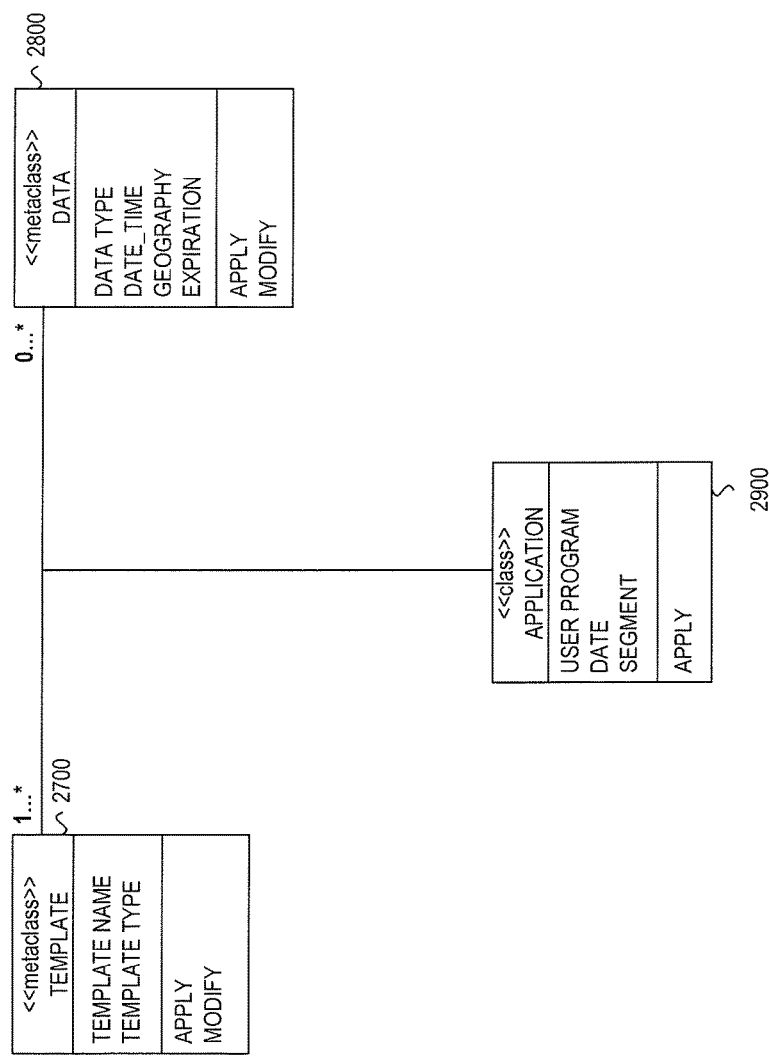 <<metaclass>>
TEMPLATE
TEMPLATE NAME
TEMPLATE TYPE
APPLY
MODIFY
2700
1...*
<<class>>
APPLICATION
USER PROGRAM
DATE
SEGMENT
APPLY
2900
0...*
<<metaclass>>
DATA
DATA TYPE
DATE_TIME
GEOGRAPHY
EXPIRATION
APPLY
MODIFY
2800